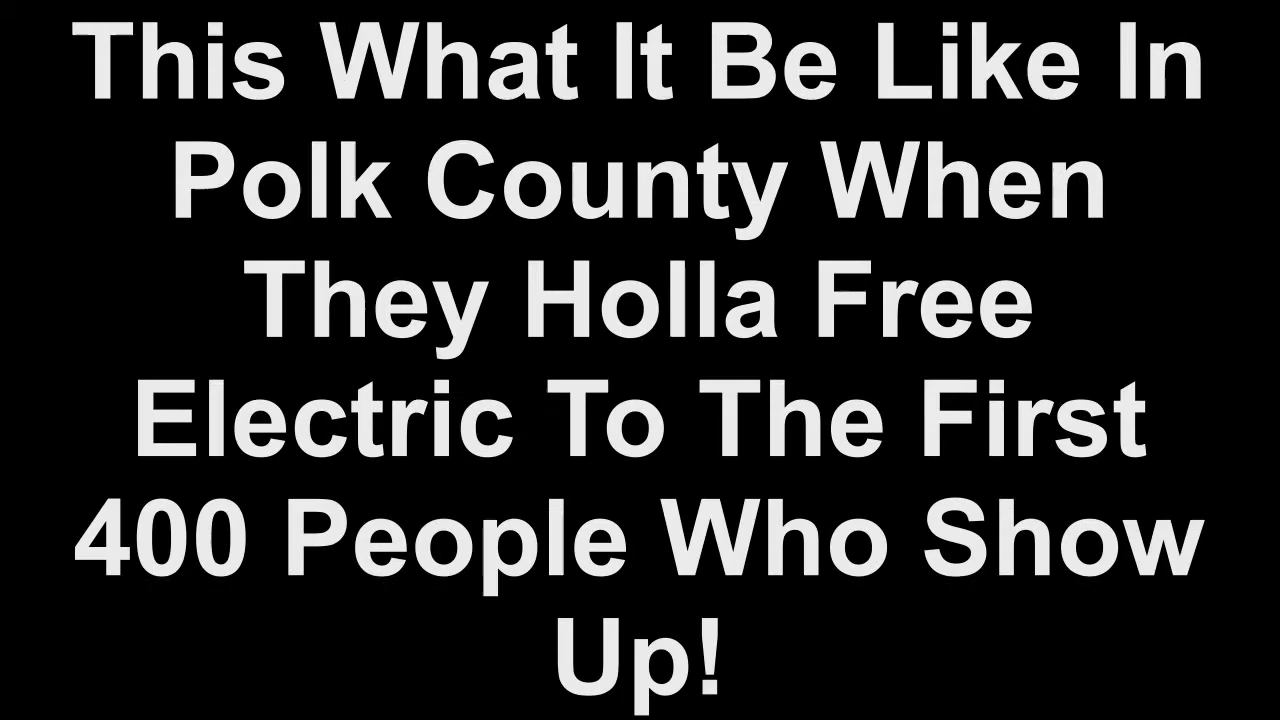 This What It Be Like In
Polk County When
They Holla Free
Electric To The First
400 People Who Show
Up!